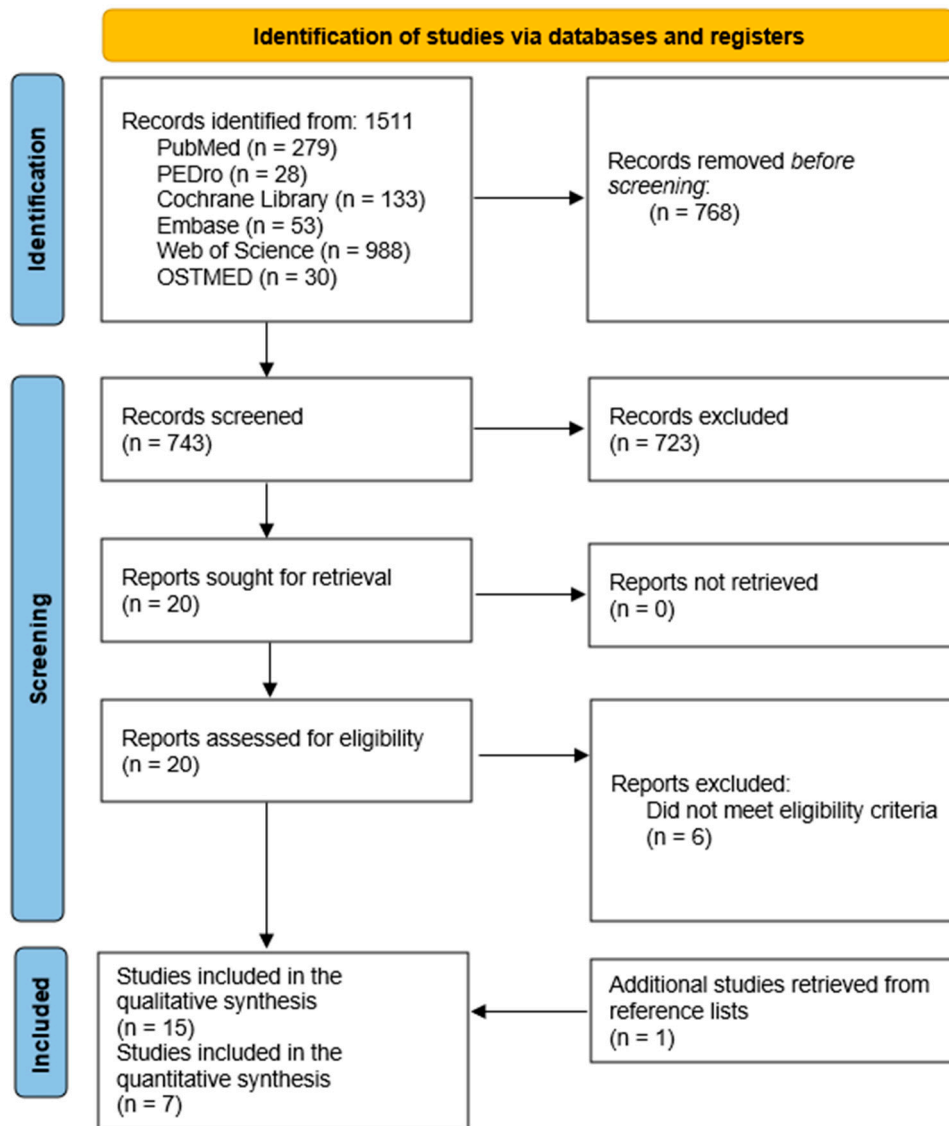 Identification of studies via databases and registers
Identification
Records identified from: 1511
PubMed (n = 279)
PEDro (n = 28)
Cochrane Library (n = 133)
Embase (n = 53)
Web of Science (n = 988)
OSTMED (n = 30)
Records removed before
screening:
(n = 768)
Screening
Records screened
(n = 743)
Records excluded
(n = 723)
Reports sought for retrieval
(n = 20)
Reports not retrieved
(n = 0)
Reports assessed for eligibility
(n = 20)
Reports excluded:
Did not meet eligibility criteria
(n = 6)
Included
Studies included in the
qualitative synthesis
(n = 15)
Studies included in the
quantitative synthesis
(n = 7)
Additional studies retrieved from
reference lists
(n = 1)